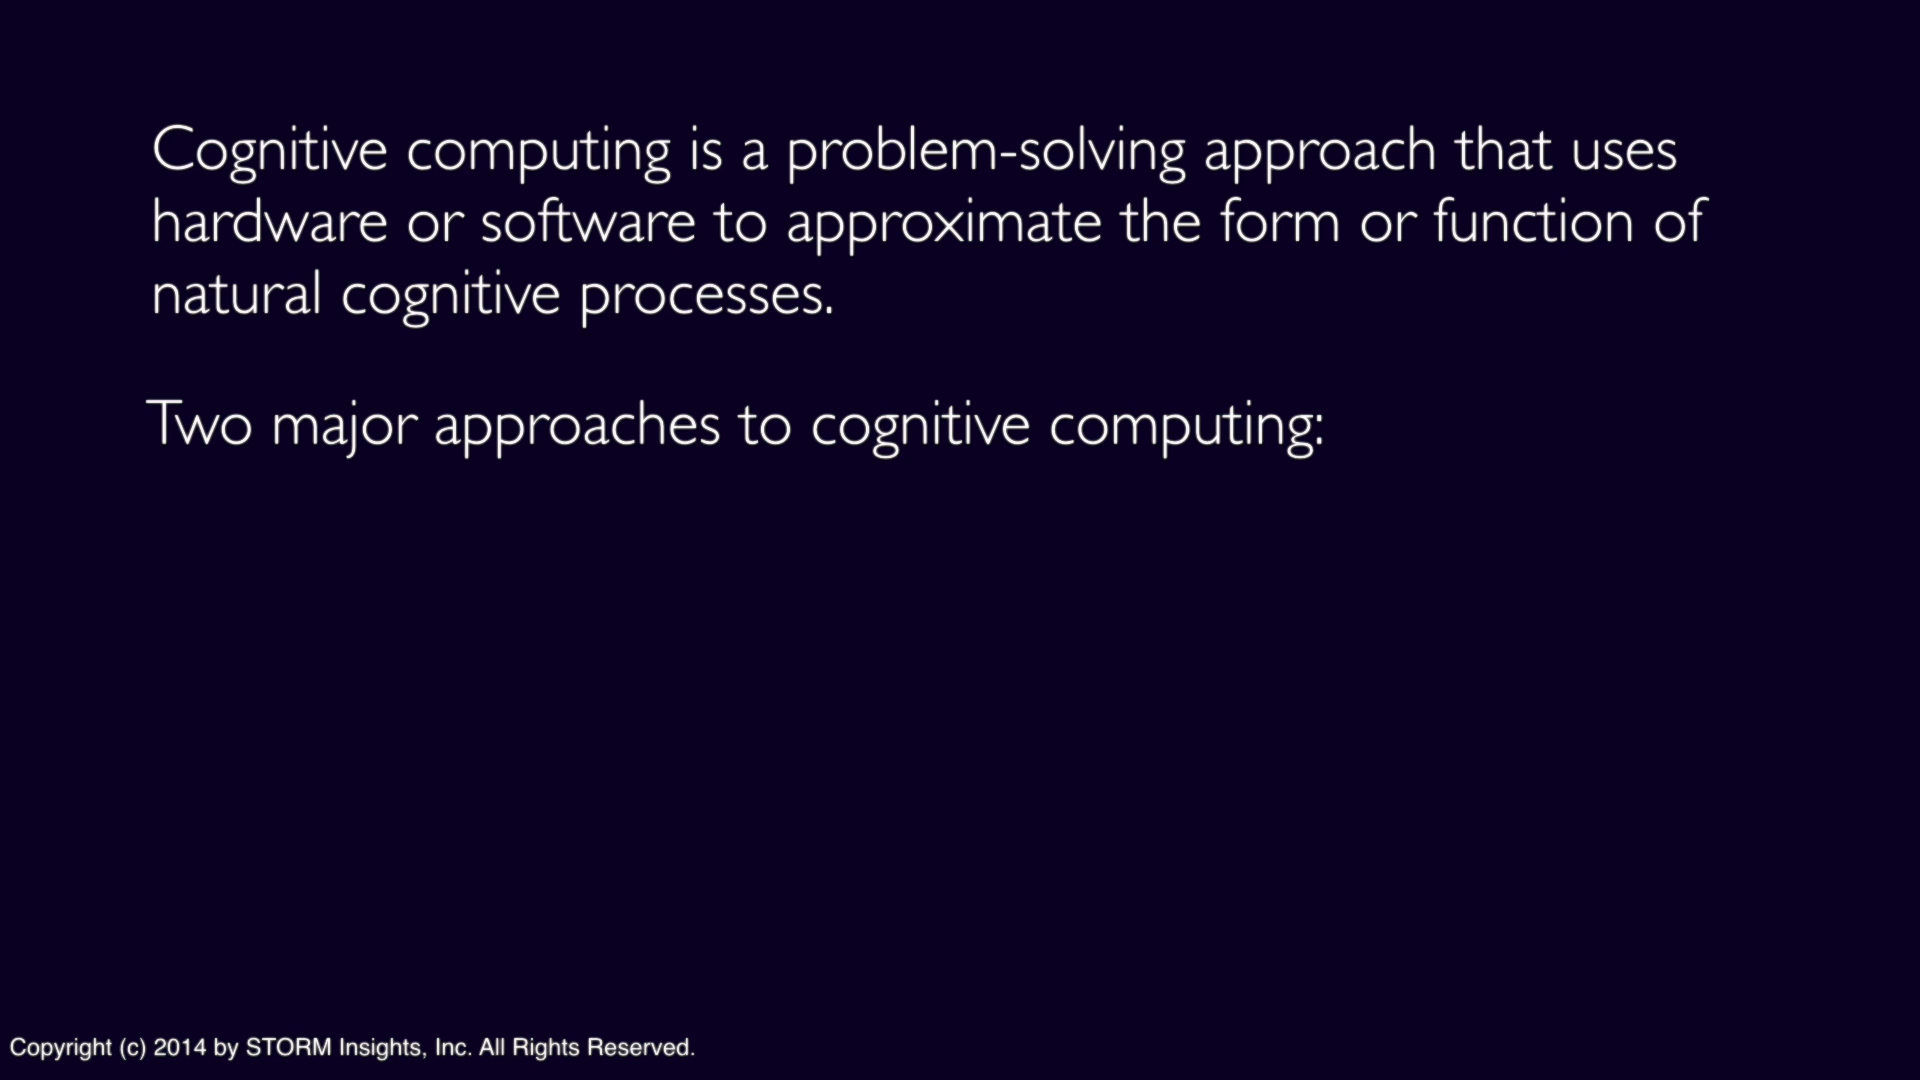 Cognitive computing is a problem-solving approach that uses
hardware or software to approximate the form or function of
natural cognitive processes.
Two major approaches to cognitive computing:
Copyright (c) 2014 by STORM Insights, Inc. All Rights Reserved.